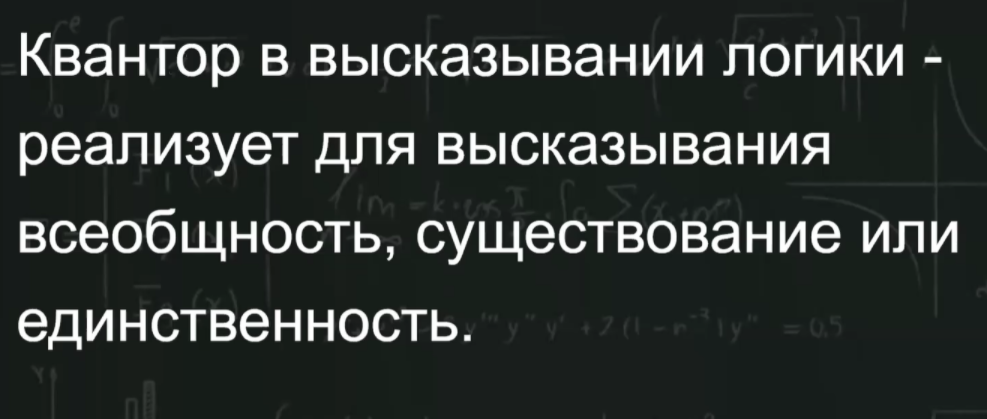 Квантор в высказывании логики -
реализует для высказывания
всеобщность, существование или
единственность.